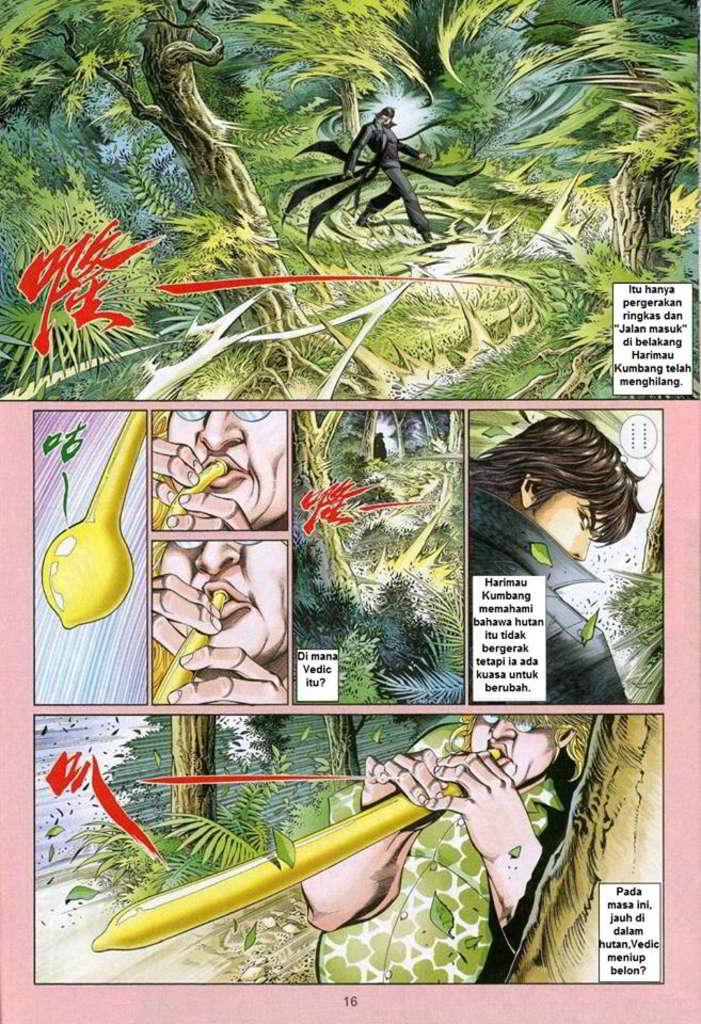 Itu hanya
pergerakan
ringkas dan
"Jalan masuk"
di belakang
Harimau
Kumbang telah
menghilang.
咕
Di mana
Vedic
itu?
Harimau
Kumbang
memahami
bahawa hutan
itu tidak
bergerak
tetapi ia ada
kuasa untuk
berubah.
叭
Pada
masa ini,
jauh di
dalam
hutan,Vedic
meniup
belon?
16